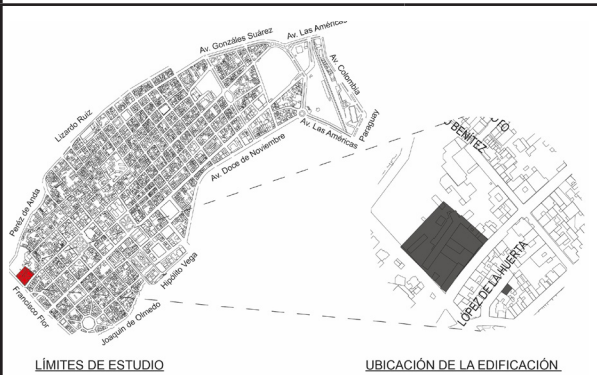 Av. Gonzáles Suárez
Av. Las Américas
Av. Colombia
Paraguay
Av. Las Américas
Lizardo Ruiz
Av. Doce de Noviembre
Peréz de Anda
Hipólito Vega
Francisco Flor
Joaquín de Olmedo
BENÍTEZ
LÓPEZ DE LA HUERTA
LÍMITES DE ESTUDIO
UBICACIÓN DE LA EDIFICACIÓN